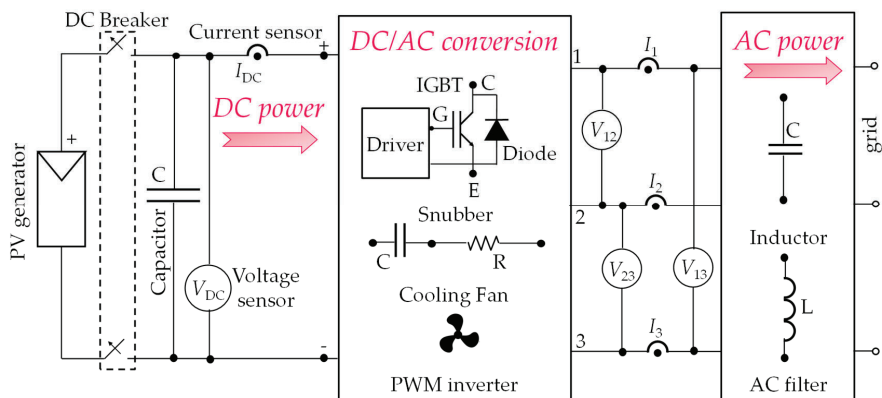 DC Breaker
Current sensor
I_DC
+
DC power
+
PV generator
C
Capacitor
V_DC
Voltage
sensor
-
DC/AC conversion
IGBT
C
G
Driver
Diode
E
Snubber
C
R
Cooling Fan
PWM inverter
1
I_1
V_12
2
I_2
V_23
V_13
3
I_3
AC power
C
Inductor
L
AC filter
grid